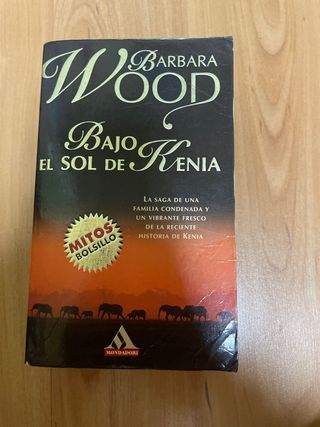 BARBARA
WOOD
BAJO
EL SOL DE KENIA
LA SAGA DE UNA
FAMILIA CONDENADA Y
UN VIBRANTE FRESCO
DE LA RECIENTE
HISTORIA DE KENIA
MITOS
BOLSILLO
MONDADORI